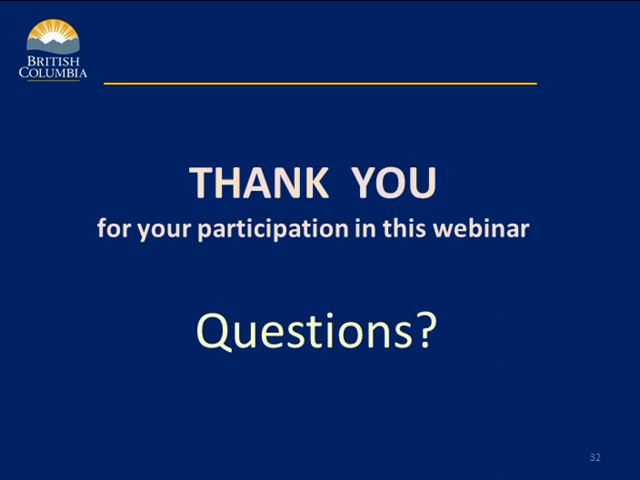 BRITISH
COLUMBIA
THANK YOU
for your participation in this webinar
Questions?
32